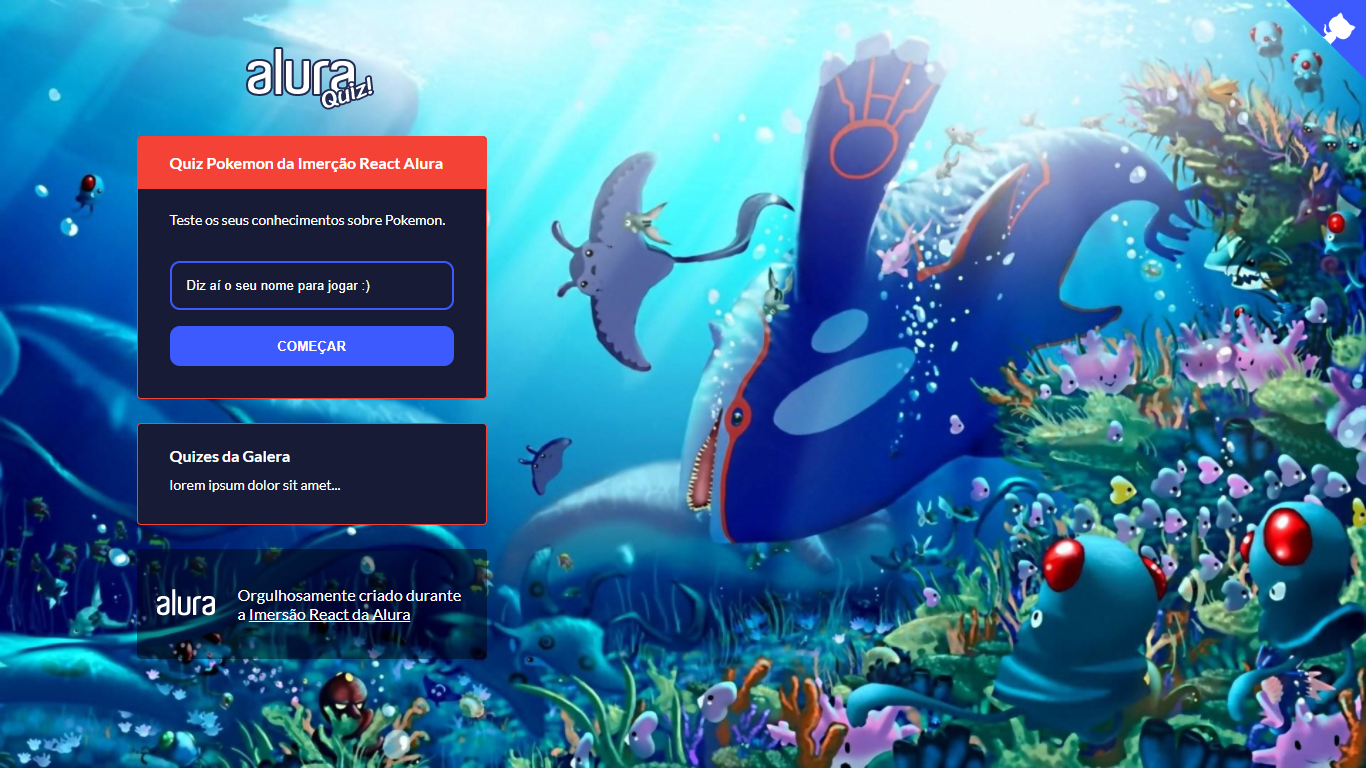 alura
Quiz!
Quiz Pokemon da Imerção React Alura
Teste os seus conhecimentos sobre Pokemon.
Diz aí o seu nome para jogar :)
COMEÇAR
Quizes da Galera
lorem ipsum dolor sit amet...
alura
Orgulhosamente criado durante
a Imersão React da Alura